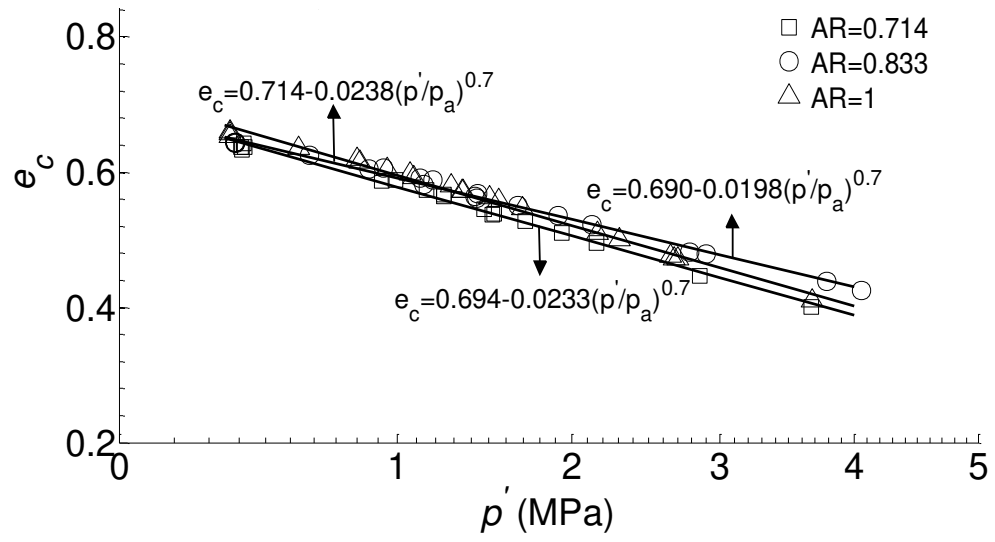 0.8
0.6
0.4
0.2
e_c
□ AR=0.714
○ AR=0.833
△ AR=1
e_c=0.714-0.0238(p'/p_a)^0.7
e_c=0.690-0.0198(p'/p_a)^0.7
e_c=0.694-0.0233(p'/p_a)^0.7
0 1 2 3 4 5
p' (MPa)